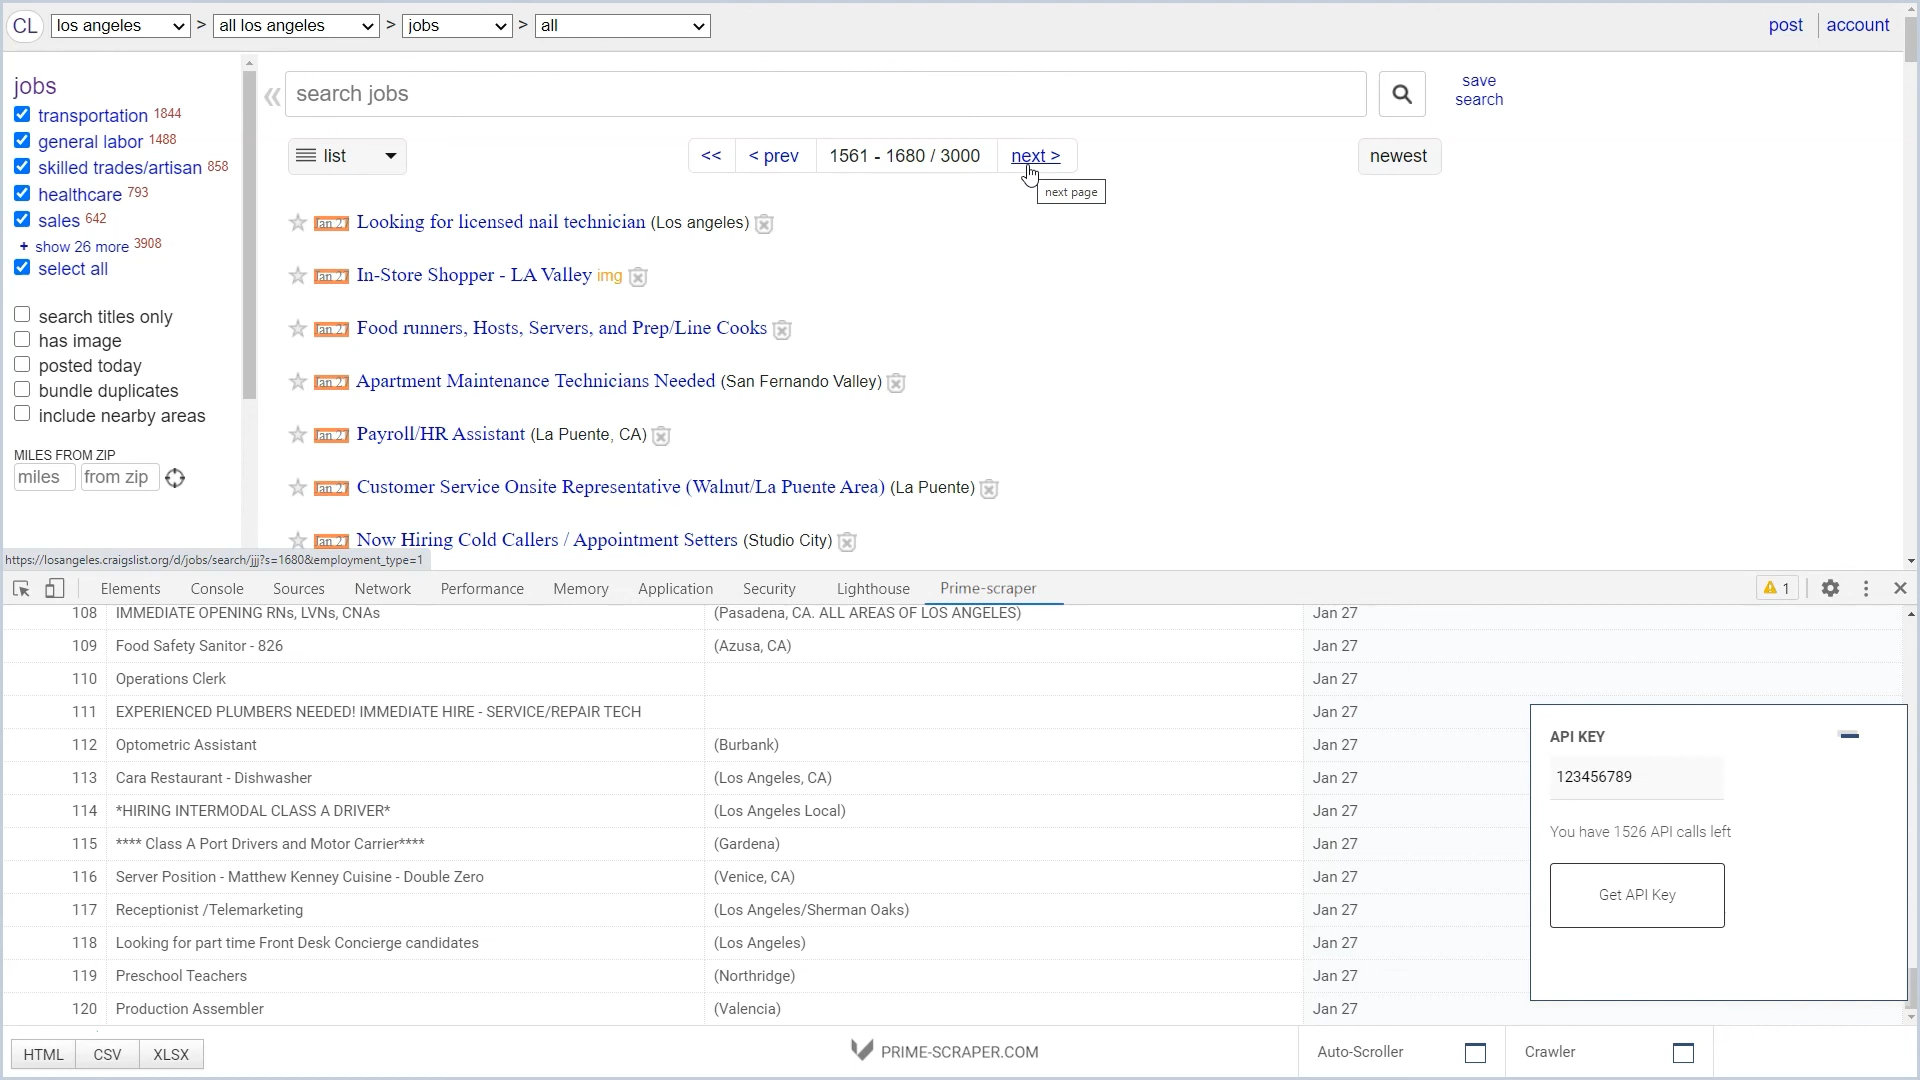 CL los angeles > all los angeles > jobs > all post account
jobs
transportation 1844
general labor 1488
skilled trades/artisan 858
healthcare 793
sales 642
+ show 26 more 3908
select all
search titles only
has image
posted today
bundle duplicates
include nearby areas
MILES FROM ZIP
miles from zip
« search jobs
save
search
list
<< < prev 1561 - 1680 / 3000 next >
newest
next page
Jan 27 Looking for licensed nail technician (Los angeles)
Jan 27 In-Store Shopper - LA Valley img
Jan 27 Food runners, Hosts, Servers, and Prep/Line Cooks
Jan 27 Apartment Maintenance Technicians Needed (San Fernando Valley)
Jan 27 Payroll/HR Assistant (La Puente, CA)
Jan 27 Customer Service Onsite Representative (Walnut/La Puente Area) (La Puente)
Jan 27 Now Hiring Cold Callers / Appointment Setters (Studio City)
https://losangeles.craigslist.org/d/jobs/search/jjj?s=1680&employment_type=1
Elements Console Sources Network Performance Memory Application Security Lighthouse Prime-scraper 1
108 IMMEDIATE OPENING RNs, LVNs, CNAs (Pasadena, CA. ALL AREAS OF LOS ANGELES) Jan 27
109 Food Safety Sanitor - 826 (Azusa, CA) Jan 27
110 Operations Clerk Jan 27
111 EXPERIENCED PLUMBERS NEEDED! IMMEDIATE HIRE - SERVICE/REPAIR TECH Jan 27
112 Optometric Assistant (Burbank) Jan 27
113 Cara Restaurant - Dishwasher (Los Angeles, CA) Jan 27
114 *HIRING INTERMODAL CLASS A DRIVER* (Los Angeles Local) Jan 27
115 **** Class A Port Drivers and Motor Carrier**** (Gardena) Jan 27
116 Server Position - Matthew Kenney Cuisine - Double Zero (Venice, CA) Jan 27
117 Receptionist /Telemarketing (Los Angeles/Sherman Oaks) Jan 27
118 Looking for part time Front Desk Concierge candidates (Los Angeles) Jan 27
119 Preschool Teachers (Northridge) Jan 27
120 Production Assembler (Valencia) Jan 27
API KEY
123456789
You have 1526 API calls left
Get API Key
HTML CSV XLSX PRIME-SCRAPER.COM Auto-Scroller Crawler